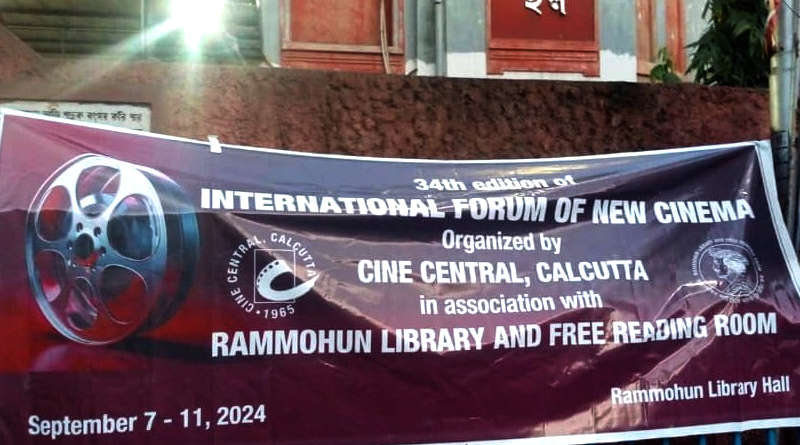 34th edition of
INTERNATIONAL FORUM OF NEW CINEMA
Organized by
CINE CENTRAL, CALCUTTA
CINE CENTRAL, CALCUTTA
• 1965 •
in association with
RAMMOHUN LIBRARY AND FREE READING ROOM
Rammohun Library Hall
September 7 - 11, 2024